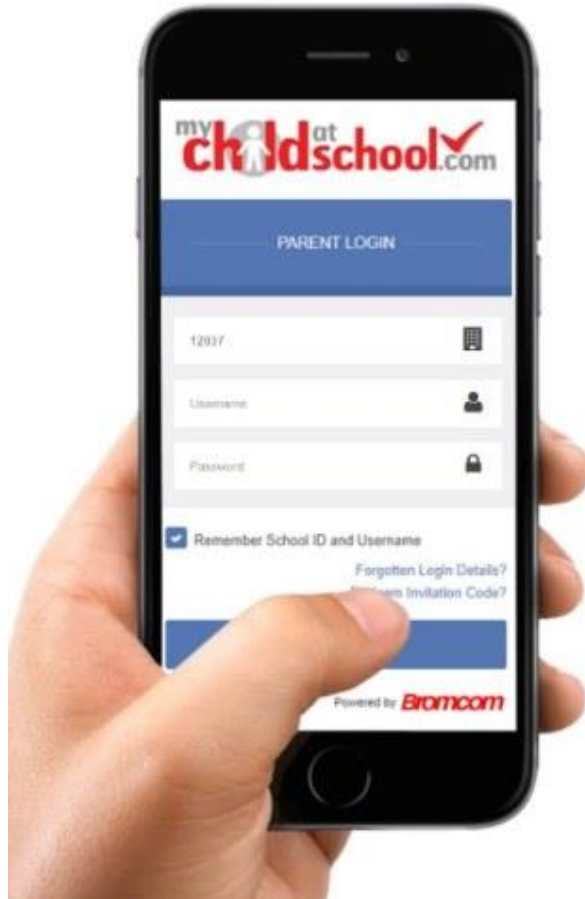 my child at school.com
PARENT LOGIN
12037
Username
Password
Remember School ID and Username
Forgotten Login Details?
Invitation Code?
Powered by Bromcom